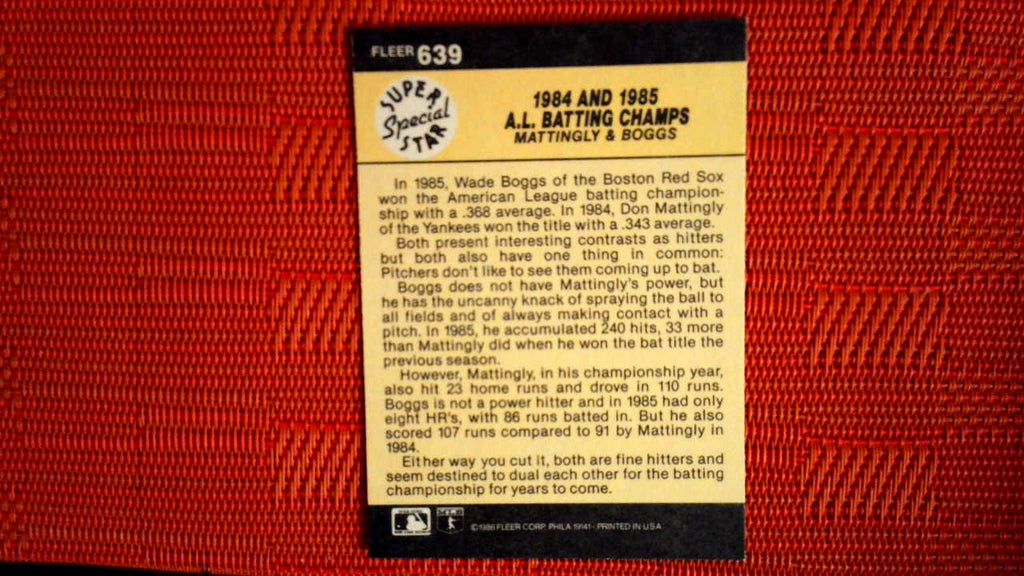 FLEER 639
SUPER
Special
STAR
1984 AND 1985
A.L. BATTING CHAMPS
MATTINGLY & BOGGS
In 1985, Wade Boggs of the Boston Red Sox
won the American League batting champion-
ship with a .368 average. In 1984, Don Mattingly
of the Yankees won the title with a .343 average.
Both present interesting contrasts as hitters
but both also have one thing in common:
Pitchers don't like to see them coming up to bat.
Boggs does not have Mattingly's power, but
he has the uncanny knack of spraying the ball to
all fields and of always making contact with a
pitch. In 1985, he accumulated 240 hits, 33 more
than Mattingly did when he won the bat title the
previous season.
However, Mattingly, in his championship year,
also hit 23 home runs and drove in 110 runs.
Boggs is not a power hitter and in 1985 had only
eight HR's, with 86 runs batted in. But he also
scored 107 runs compared to 91 by Mattingly in
1984.
Either way you cut it, both are fine hitters and
seem destined to dual each other for the batting
championship for years to come.
©1986 FLEER CORP. PHILA 19141 - PRINTED IN U.S.A.